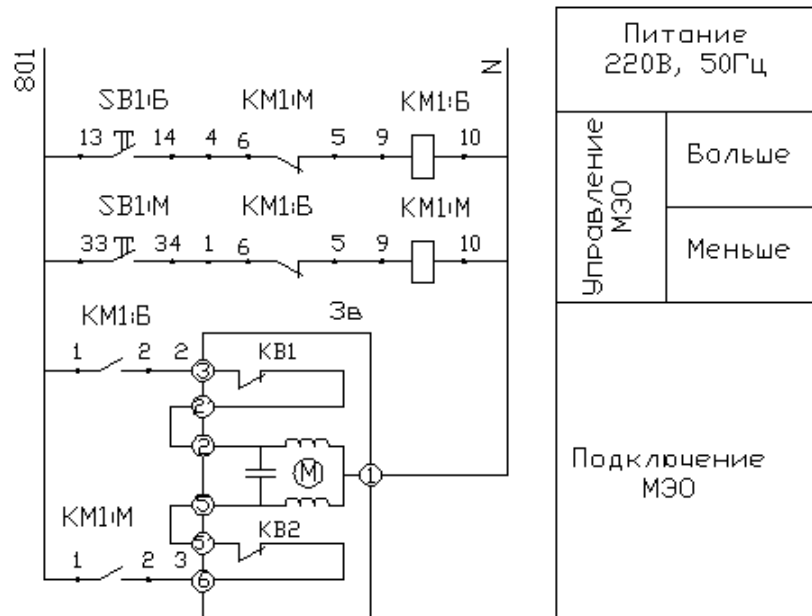 801
N
SB1:Б KM1:M KM1:Б
13 14 4 6 5 9 10
SB1:M KM1:Б KM1:M
33 34 1 6 5 9 10
3в
KM1:Б
1 2 2 3 KB1
2'
2
M 1
5
KM1:M
5' KB2
1 2 3 6
Питание
220В, 50Гц
Управление
МЭО
Больше
Меньше
Подключение
МЭО